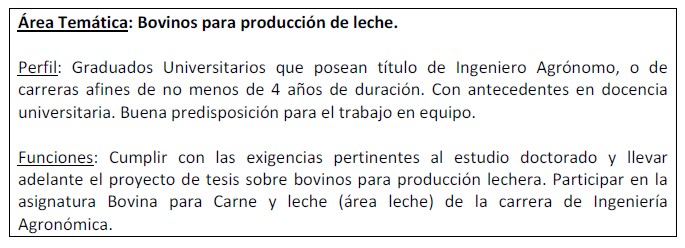 Área Temática: Bovinos para producción de leche.
Perfil: Graduados Universitarios que posean título de Ingeniero Agrónomo, o de
carreras afines de no menos de 4 años de duración. Con antecedentes en docencia
universitaria. Buena predisposición para el trabajo en equipo.
Funciones: Cumplir con las exigencias pertinentes al estudio doctorado y llevar
adelante el proyecto de tesis sobre bovinos para producción lechera. Participar en la
asignatura Bovina para Carne y leche (área leche) de la carrera de Ingeniería
Agronómica.